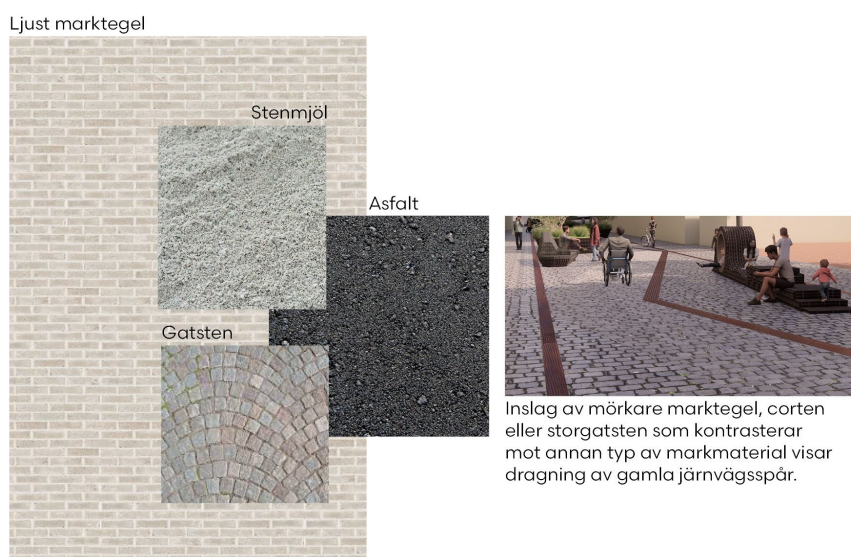 Ljust marktegel
Stenmjöl
Asfalt
Gatsten
Inslag av mörkare marktegel, corten
eller storgatsten som kontrasterar
mot annan typ av markmaterial visar
dragning av gamla järnvägsspår.